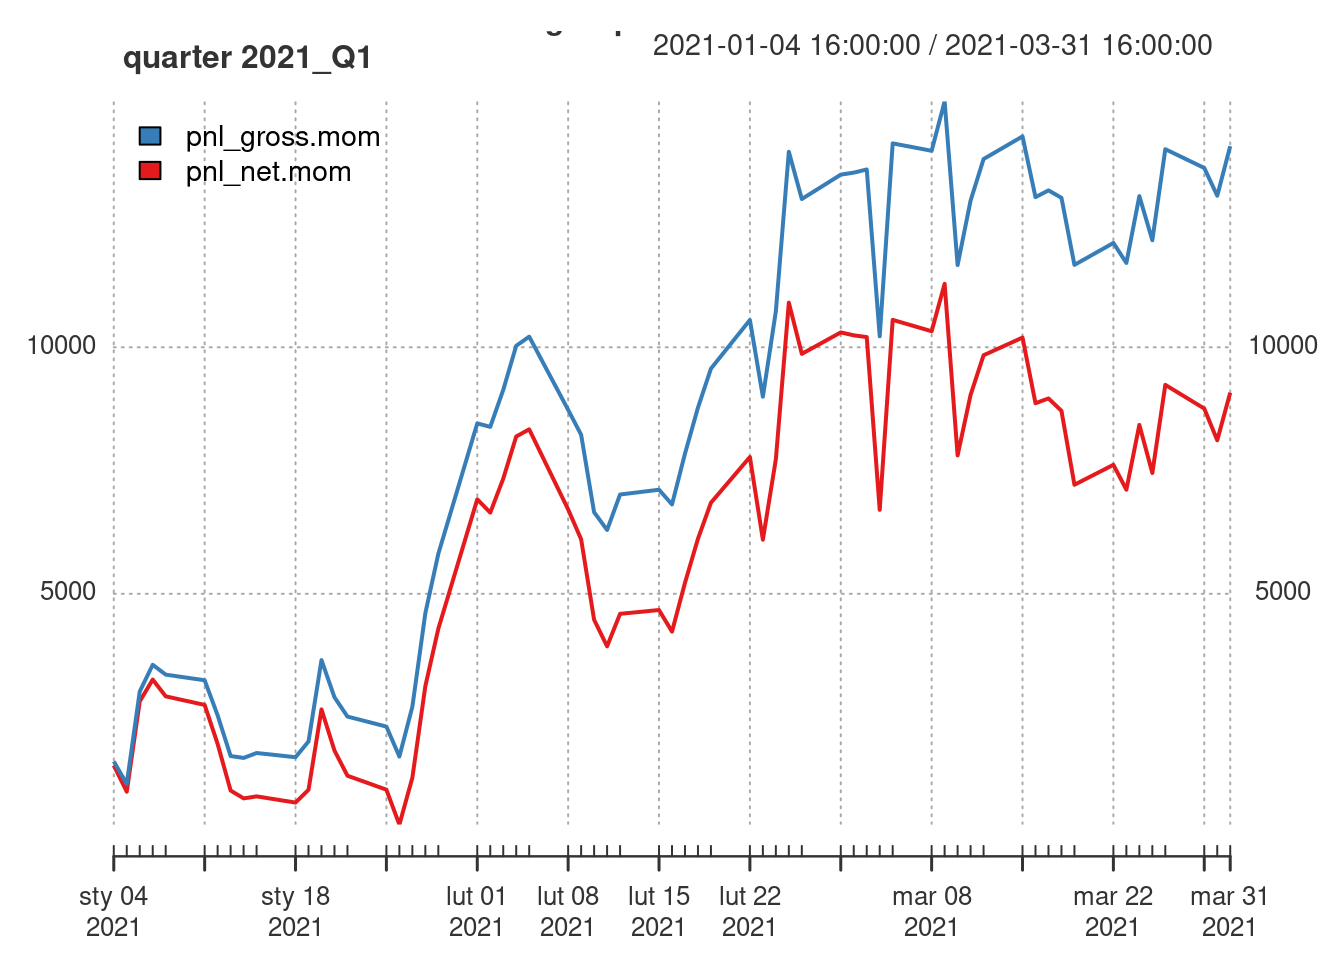 quarter 2021_Q1
2021-01-04 16:00:00 / 2021-03-31 16:00:00
pnl_gross.mom
pnl_net.mom
10000 10000
5000 5000
sty 04 sty 18 lut 01 lut 08 lut 15 lut 22 mar 08 mar 22 mar 31
2021 2021 2021 2021 2021 2021 2021 2021 2021